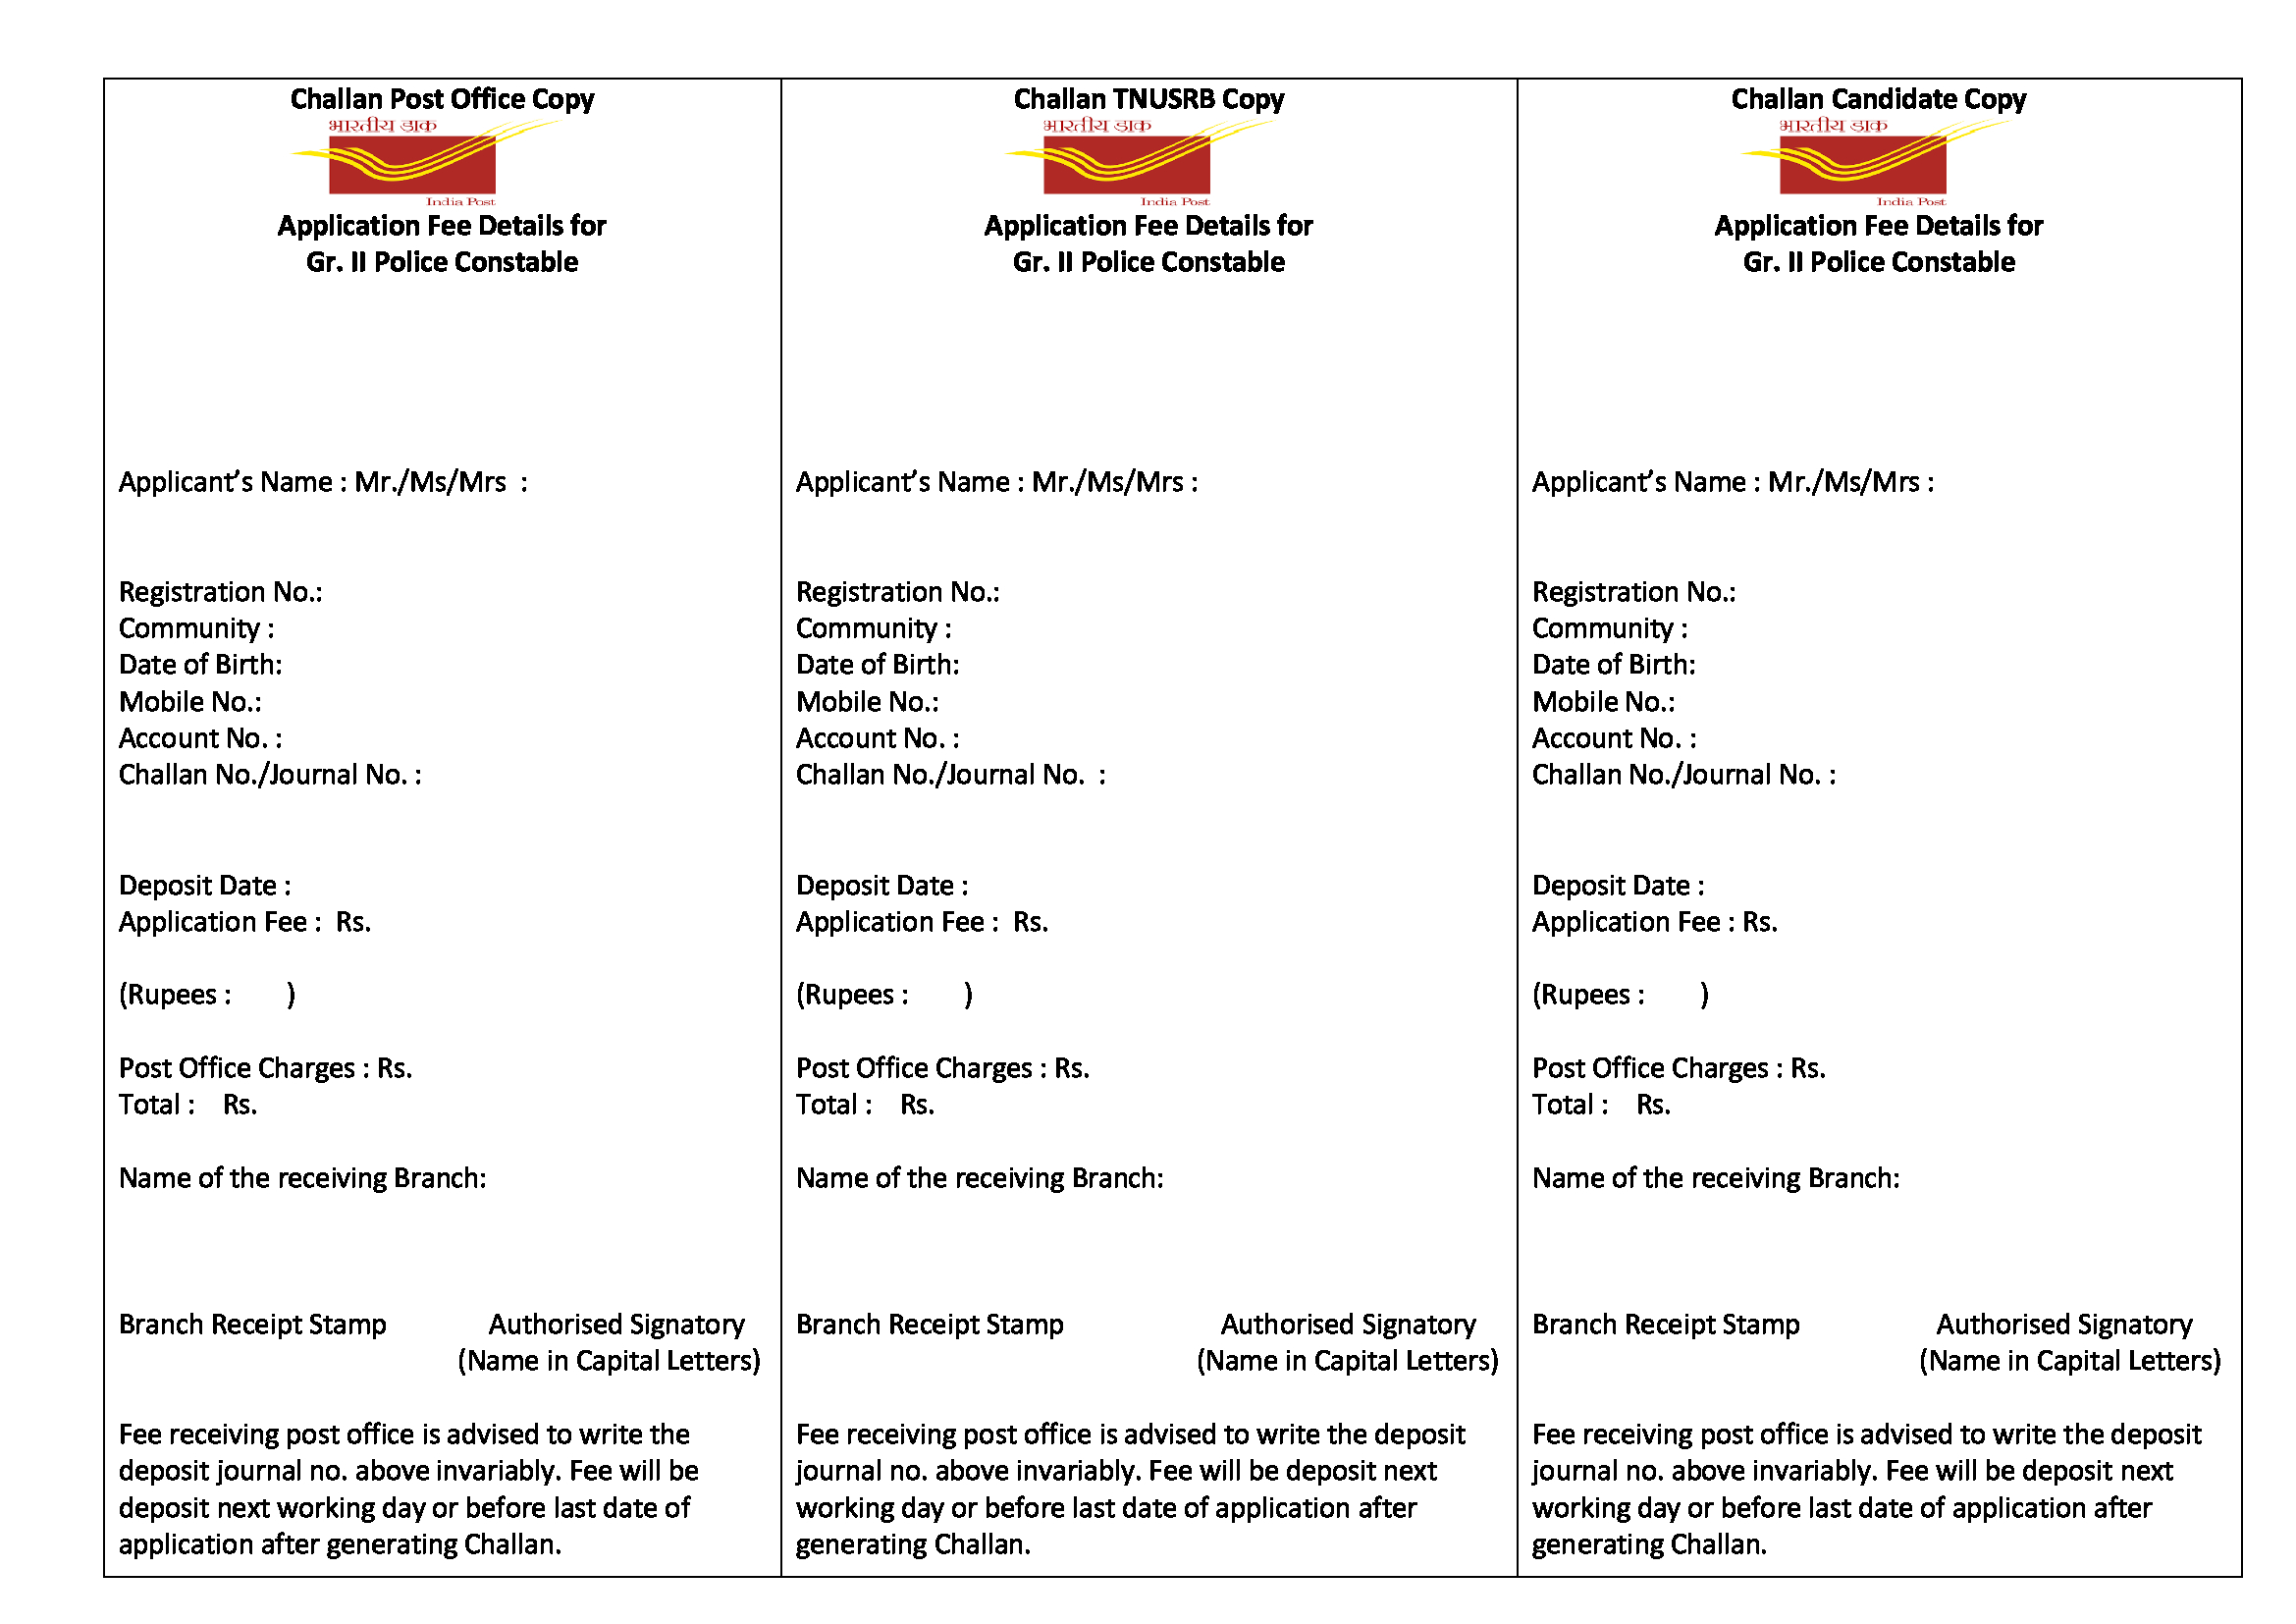 Challan Post Office Copy
भारतीय डाक
India Post
Application Fee Details for
Gr. II Police Constable
Applicant’s Name : Mr./Ms/Mrs  :
Registration No.:
Community :
Date of Birth:
Mobile No.:
Account No. :
Challan No./Journal No. :
Deposit Date :
Application Fee :  Rs.
(Rupees :       )
Post Office Charges : Rs.
Total :    Rs.
Name of the receiving Branch:
Branch Receipt Stamp    Authorised Signatory
(Name in Capital Letters)
Fee receiving post office is advised to write the
deposit journal no. above invariably. Fee will be
deposit next working day or before last date of
application after generating Challan.
Challan TNUSRB Copy
भारतीय डाक
India Post
Application Fee Details for
Gr. II Police Constable
Applicant’s Name : Mr./Ms/Mrs :
Registration No.:
Community :
Date of Birth:
Mobile No.:
Account No. :
Challan No./Journal No.  :
Deposit Date :
Application Fee :  Rs.
(Rupees :       )
Post Office Charges : Rs.
Total :    Rs.
Name of the receiving Branch:
Branch Receipt Stamp    Authorised Signatory
(Name in Capital Letters)
Fee receiving post office is advised to write the deposit
journal no. above invariably. Fee will be deposit next
working day or before last date of application after
generating Challan.
Challan Candidate Copy
भारतीय डाक
India Post
Application Fee Details for
Gr. II Police Constable
Applicant’s Name : Mr./Ms/Mrs :
Registration No.:
Community :
Date of Birth:
Mobile No.:
Account No. :
Challan No./Journal No. :
Deposit Date :
Application Fee : Rs.
(Rupees :       )
Post Office Charges : Rs.
Total :    Rs.
Name of the receiving Branch:
Branch Receipt Stamp    Authorised Signatory
(Name in Capital Letters)
Fee receiving post office is advised to write the deposit
journal no. above invariably. Fee will be deposit next
working day or before last date of application after
generating Challan.